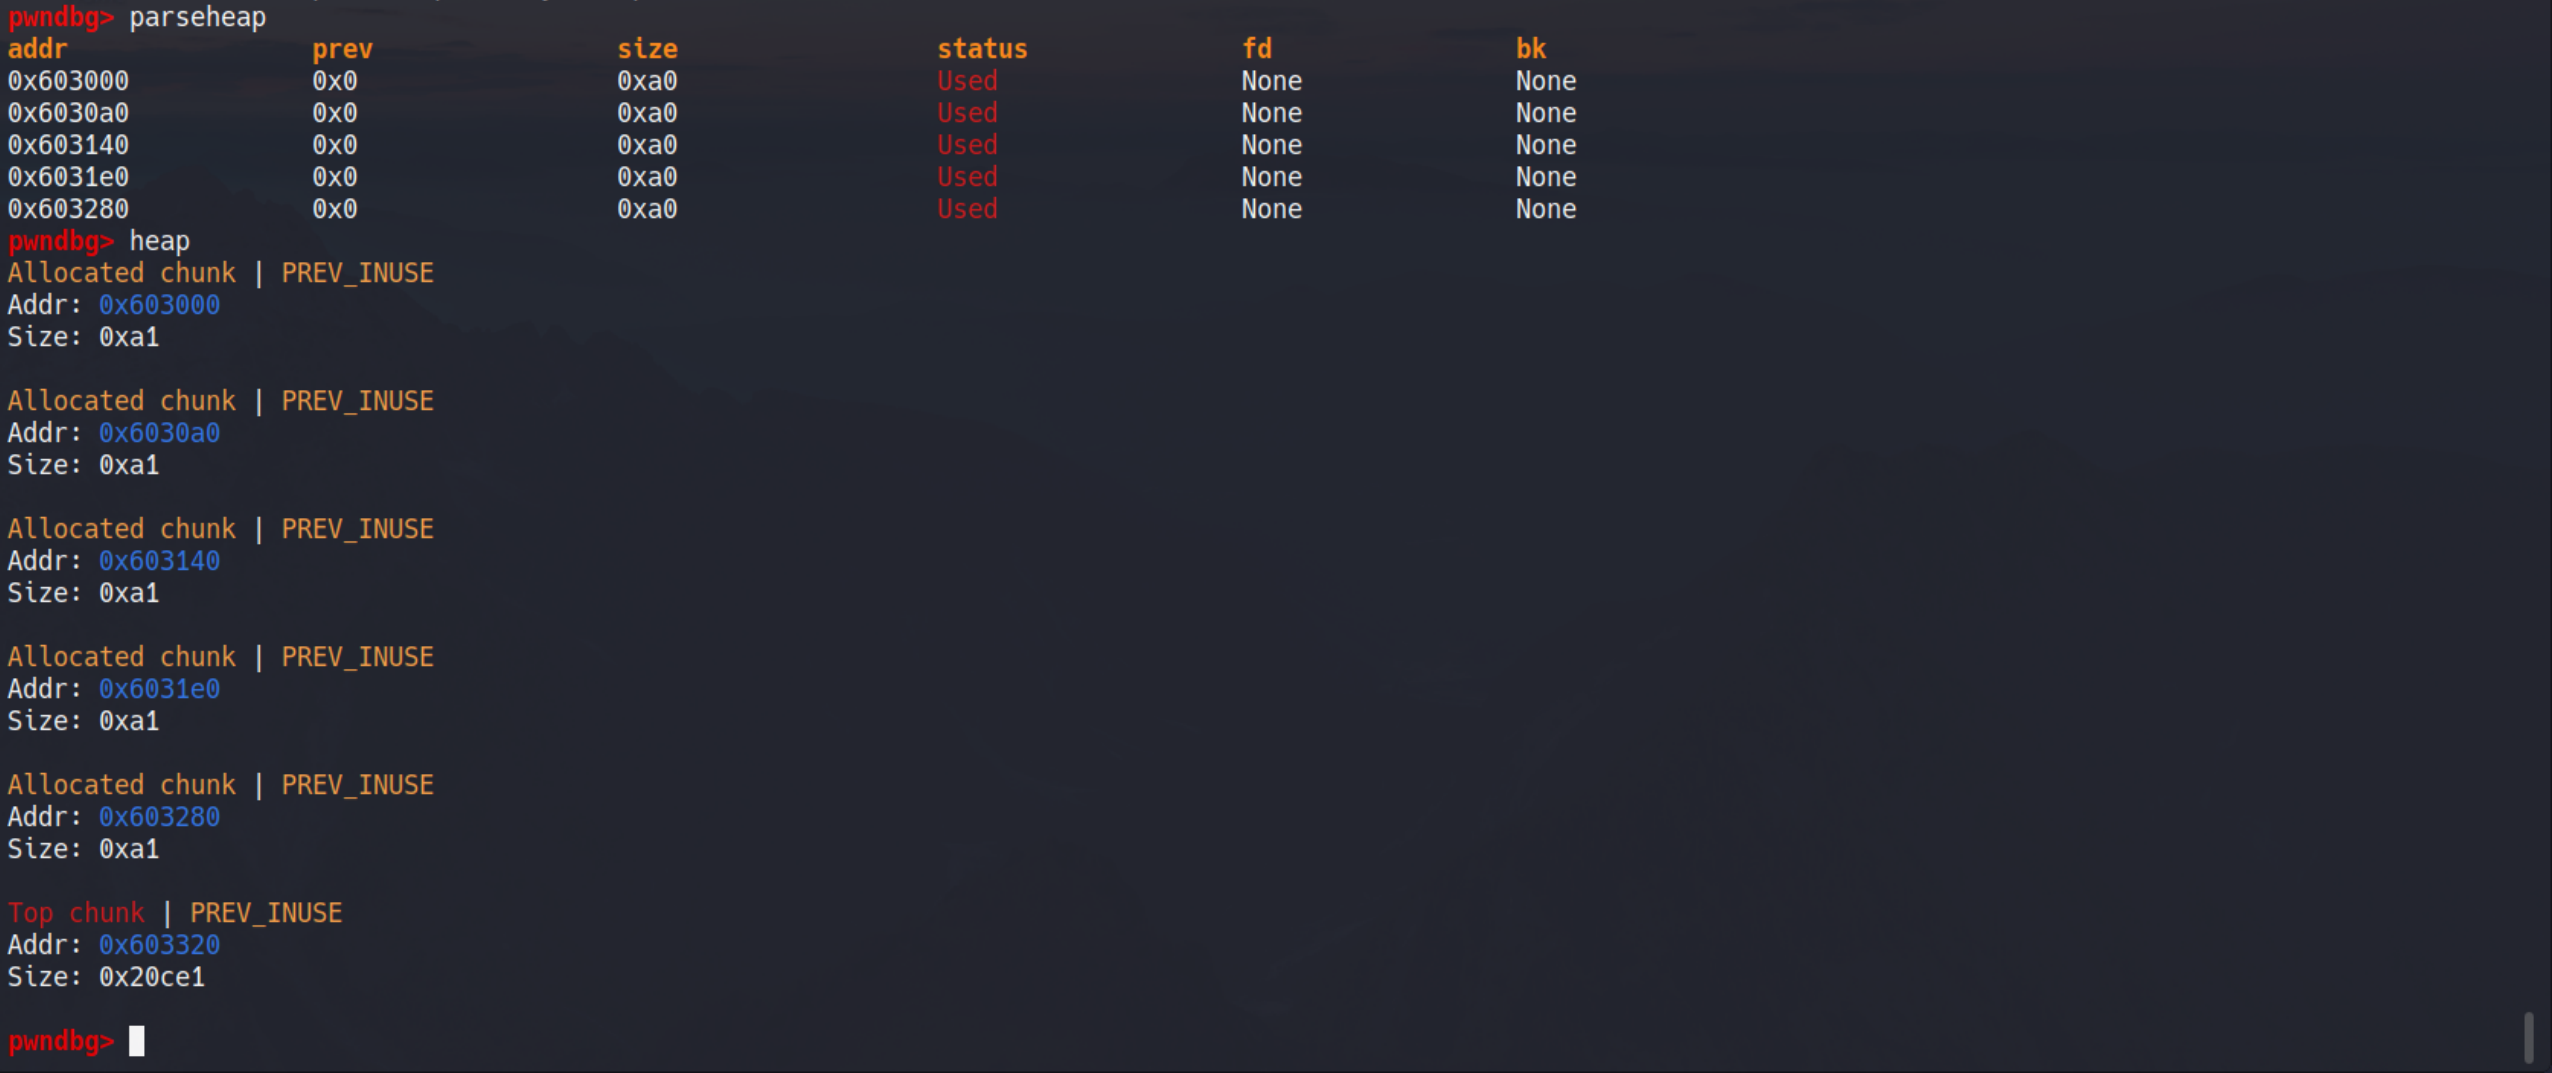 pwndbg> parseheap
addr prev size status fd bk
0x603000 0x0 0xa0 Used None None
0x6030a0 0x0 0xa0 Used None None
0x603140 0x0 0xa0 Used None None
0x6031e0 0x0 0xa0 Used None None
0x603280 0x0 0xa0 Used None None
pwndbg> heap
Allocated chunk | PREV_INUSE
Addr: 0x603000
Size: 0xa1
Allocated chunk | PREV_INUSE
Addr: 0x6030a0
Size: 0xa1
Allocated chunk | PREV_INUSE
Addr: 0x603140
Size: 0xa1
Allocated chunk | PREV_INUSE
Addr: 0x6031e0
Size: 0xa1
Allocated chunk | PREV_INUSE
Addr: 0x603280
Size: 0xa1
Top chunk | PREV_INUSE
Addr: 0x603320
Size: 0x20ce1
pwndbg>